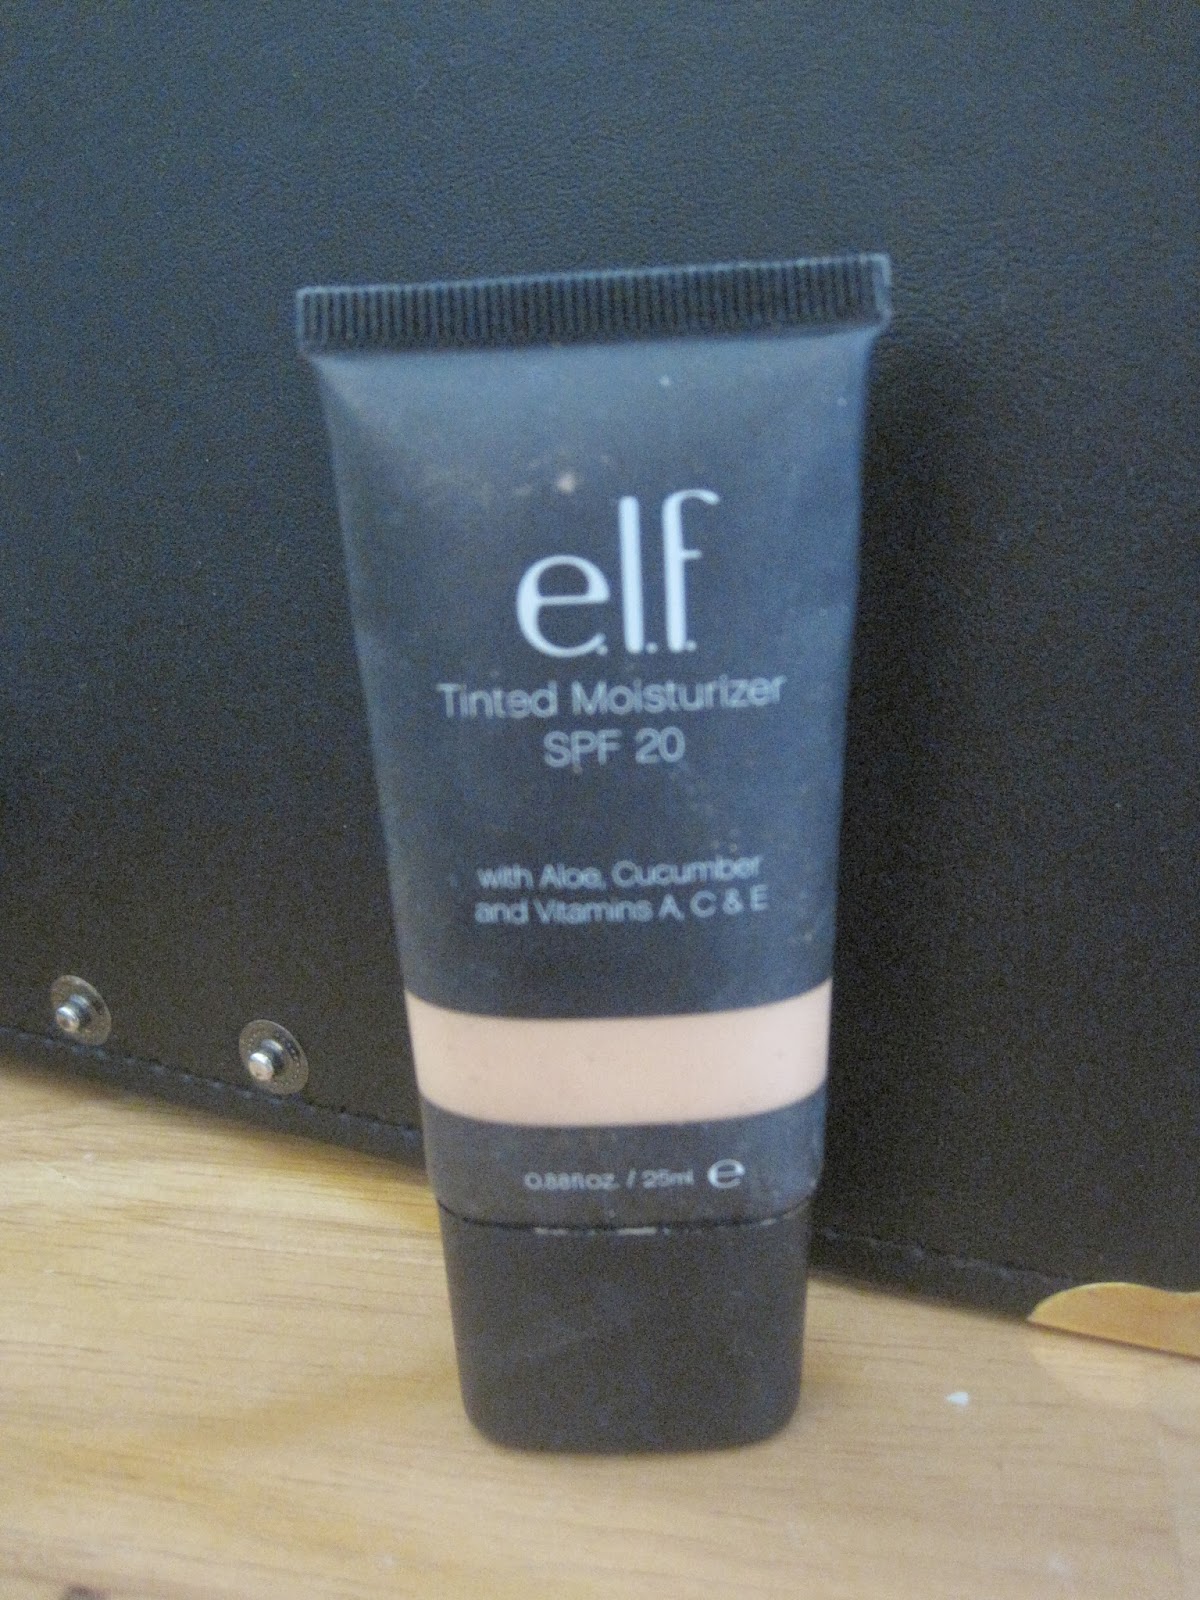 e.l.f.
Tinted Moisturizer
SPF 20
with Aloe, Cucumber
and Vitamins A, C & E
0.88fl oz. / 25ml ℮